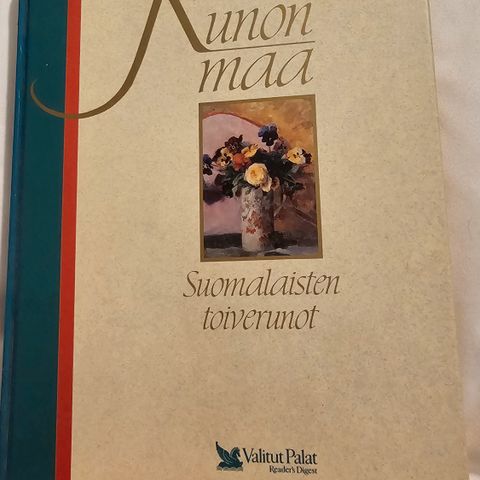 Runon
maa
Suomalaisten
toiverunot
Valitut Palat
Reader's Digest